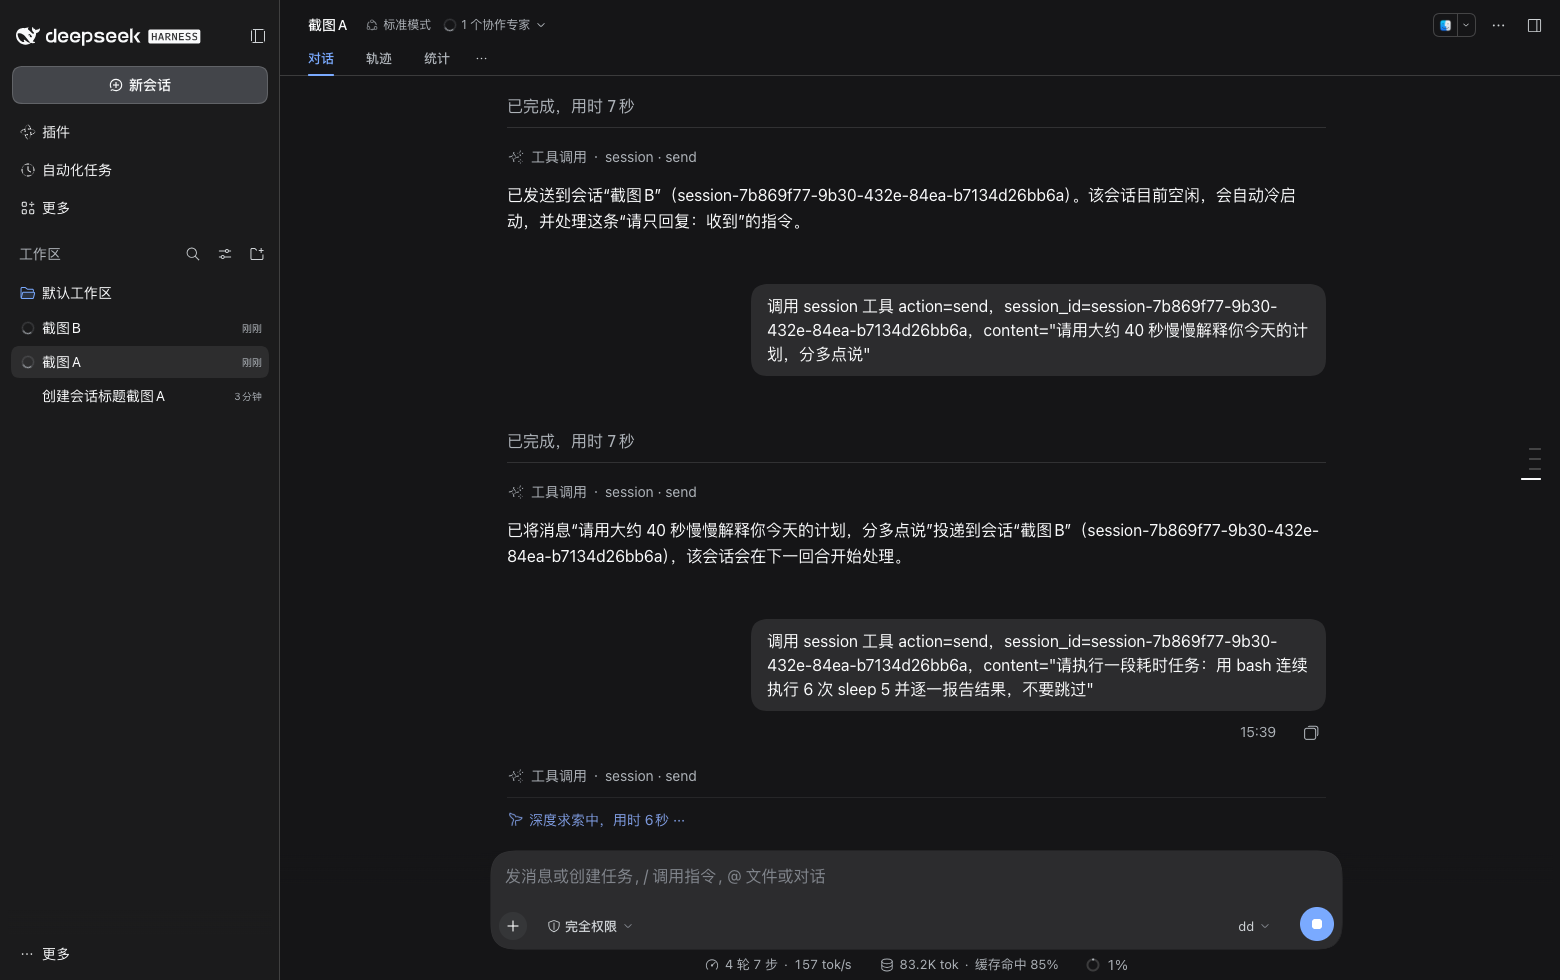 deepseek HARNESS
新会话
插件
自动化任务
更多
工作区
默认工作区
截图B 刚刚
截图A 刚刚
创建会话标题截图A 3分钟
更多
截图A 标准模式 1 个协作专家
对话 轨迹 统计 ···
已完成，用时 7秒
工具调用 · session · send
已发送到会话“截图B”（session-7b869f77-9b30-432e-84ea-b7134d26bb6a）。该会话目前空闲，会自动冷启
动，并处理这条“请只回复：收到”的指令。
调用 session 工具 action=send，session_id=session-7b869f77-9b30-
432e-84ea-b7134d26bb6a，content="请用大约 40 秒慢慢解释你今天的计
划，分多点说"
已完成，用时 7秒
工具调用 · session · send
已将消息“请用大约 40 秒慢慢解释你今天的计划，分多点说”投递到会话“截图B”（session-7b869f77-9b30-432e-
84ea-b7134d26bb6a），该会话会在下一回合开始处理。
调用 session 工具 action=send，session_id=session-7b869f77-9b30-
432e-84ea-b7134d26bb6a，content="请执行一段耗时任务：用 bash 连续
执行 6 次 sleep 5 并逐一报告结果，不要跳过"
15:39
工具调用 · session · send
深度求索中，用时 6秒 ···
发消息或创建任务, / 调用指令, @ 文件或对话
完全权限 dd
4 轮 7 步 · 157 tok/s 83.2K tok · 缓存命中 85% 1%